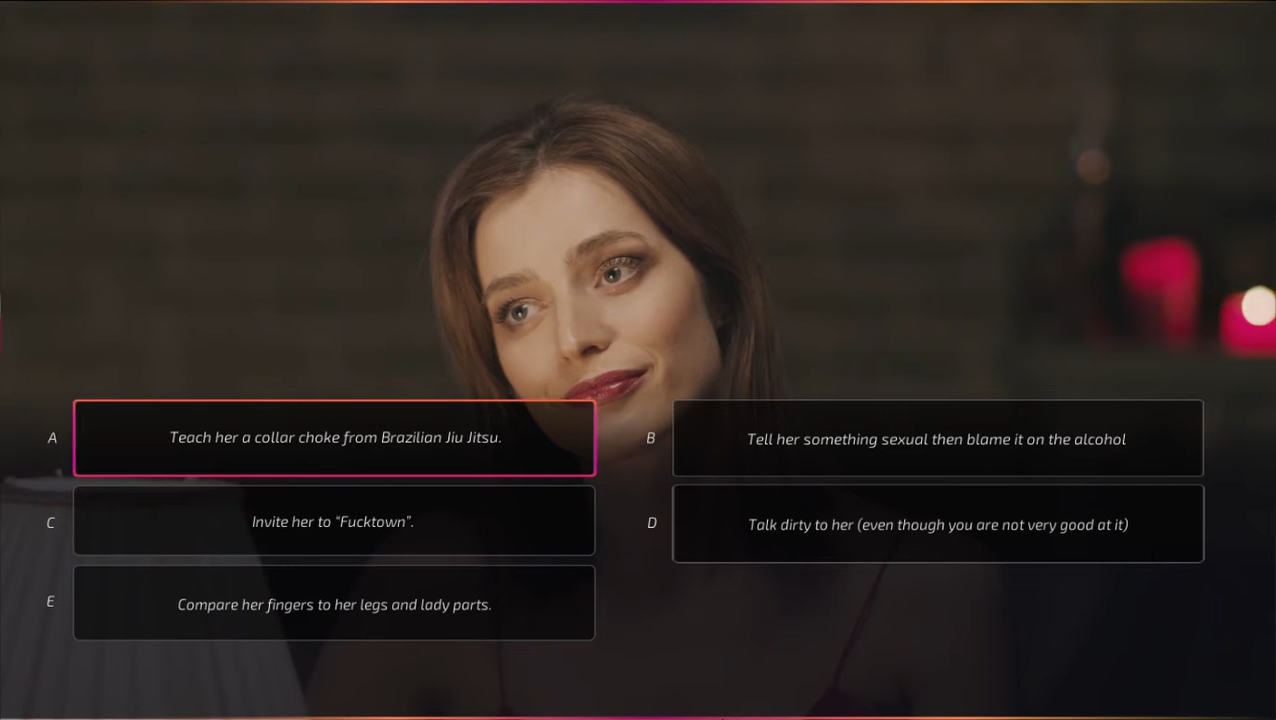 A
Teach her a collar choke from Brazilian Jiu Jitsu.
B
Tell her something sexual then blame it on the alcohol
C
Invite her to “Fucktown”.
D
Talk dirty to her (even though you are not very good at it)
E
Compare her fingers to her legs and lady parts.